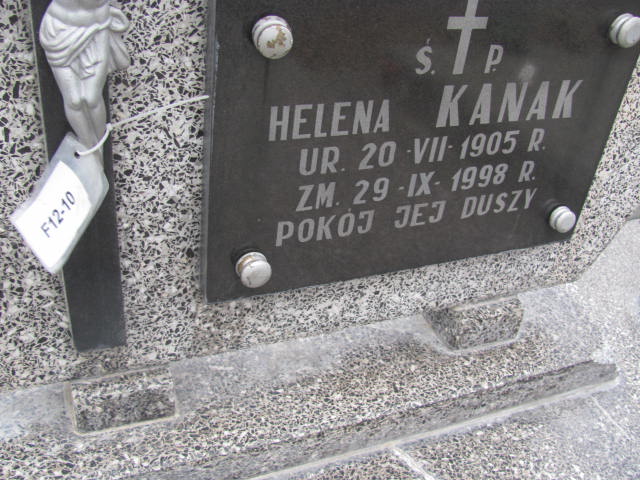 Ś. P.
HELENA KANAK
UR. 20-VII-1905 R.
ZM. 29-IX-1998 R.
POKÓJ JEJ DUSZY
F12-10